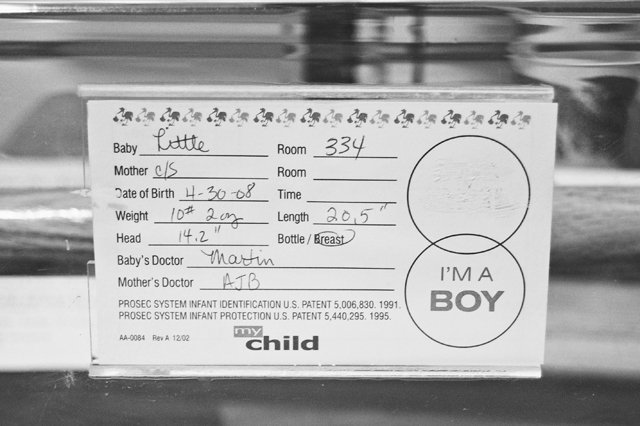 Baby Little Room 334
Mother c/s Room
Date of Birth 4-30-08 Time
Weight 10# 2 oz Length 20.5"
Head 14.2" Bottle / Breast
Baby's Doctor Martin
Mother's Doctor AJB
PROSEC SYSTEM INFANT IDENTIFICATION U.S. PATENT 5,006,830. 1991.
PROSEC SYSTEM INFANT PROTECTION U.S. PATENT 5,440,295. 1995.
AA-0084 Rev A 12/02
my child
I'M A
BOY